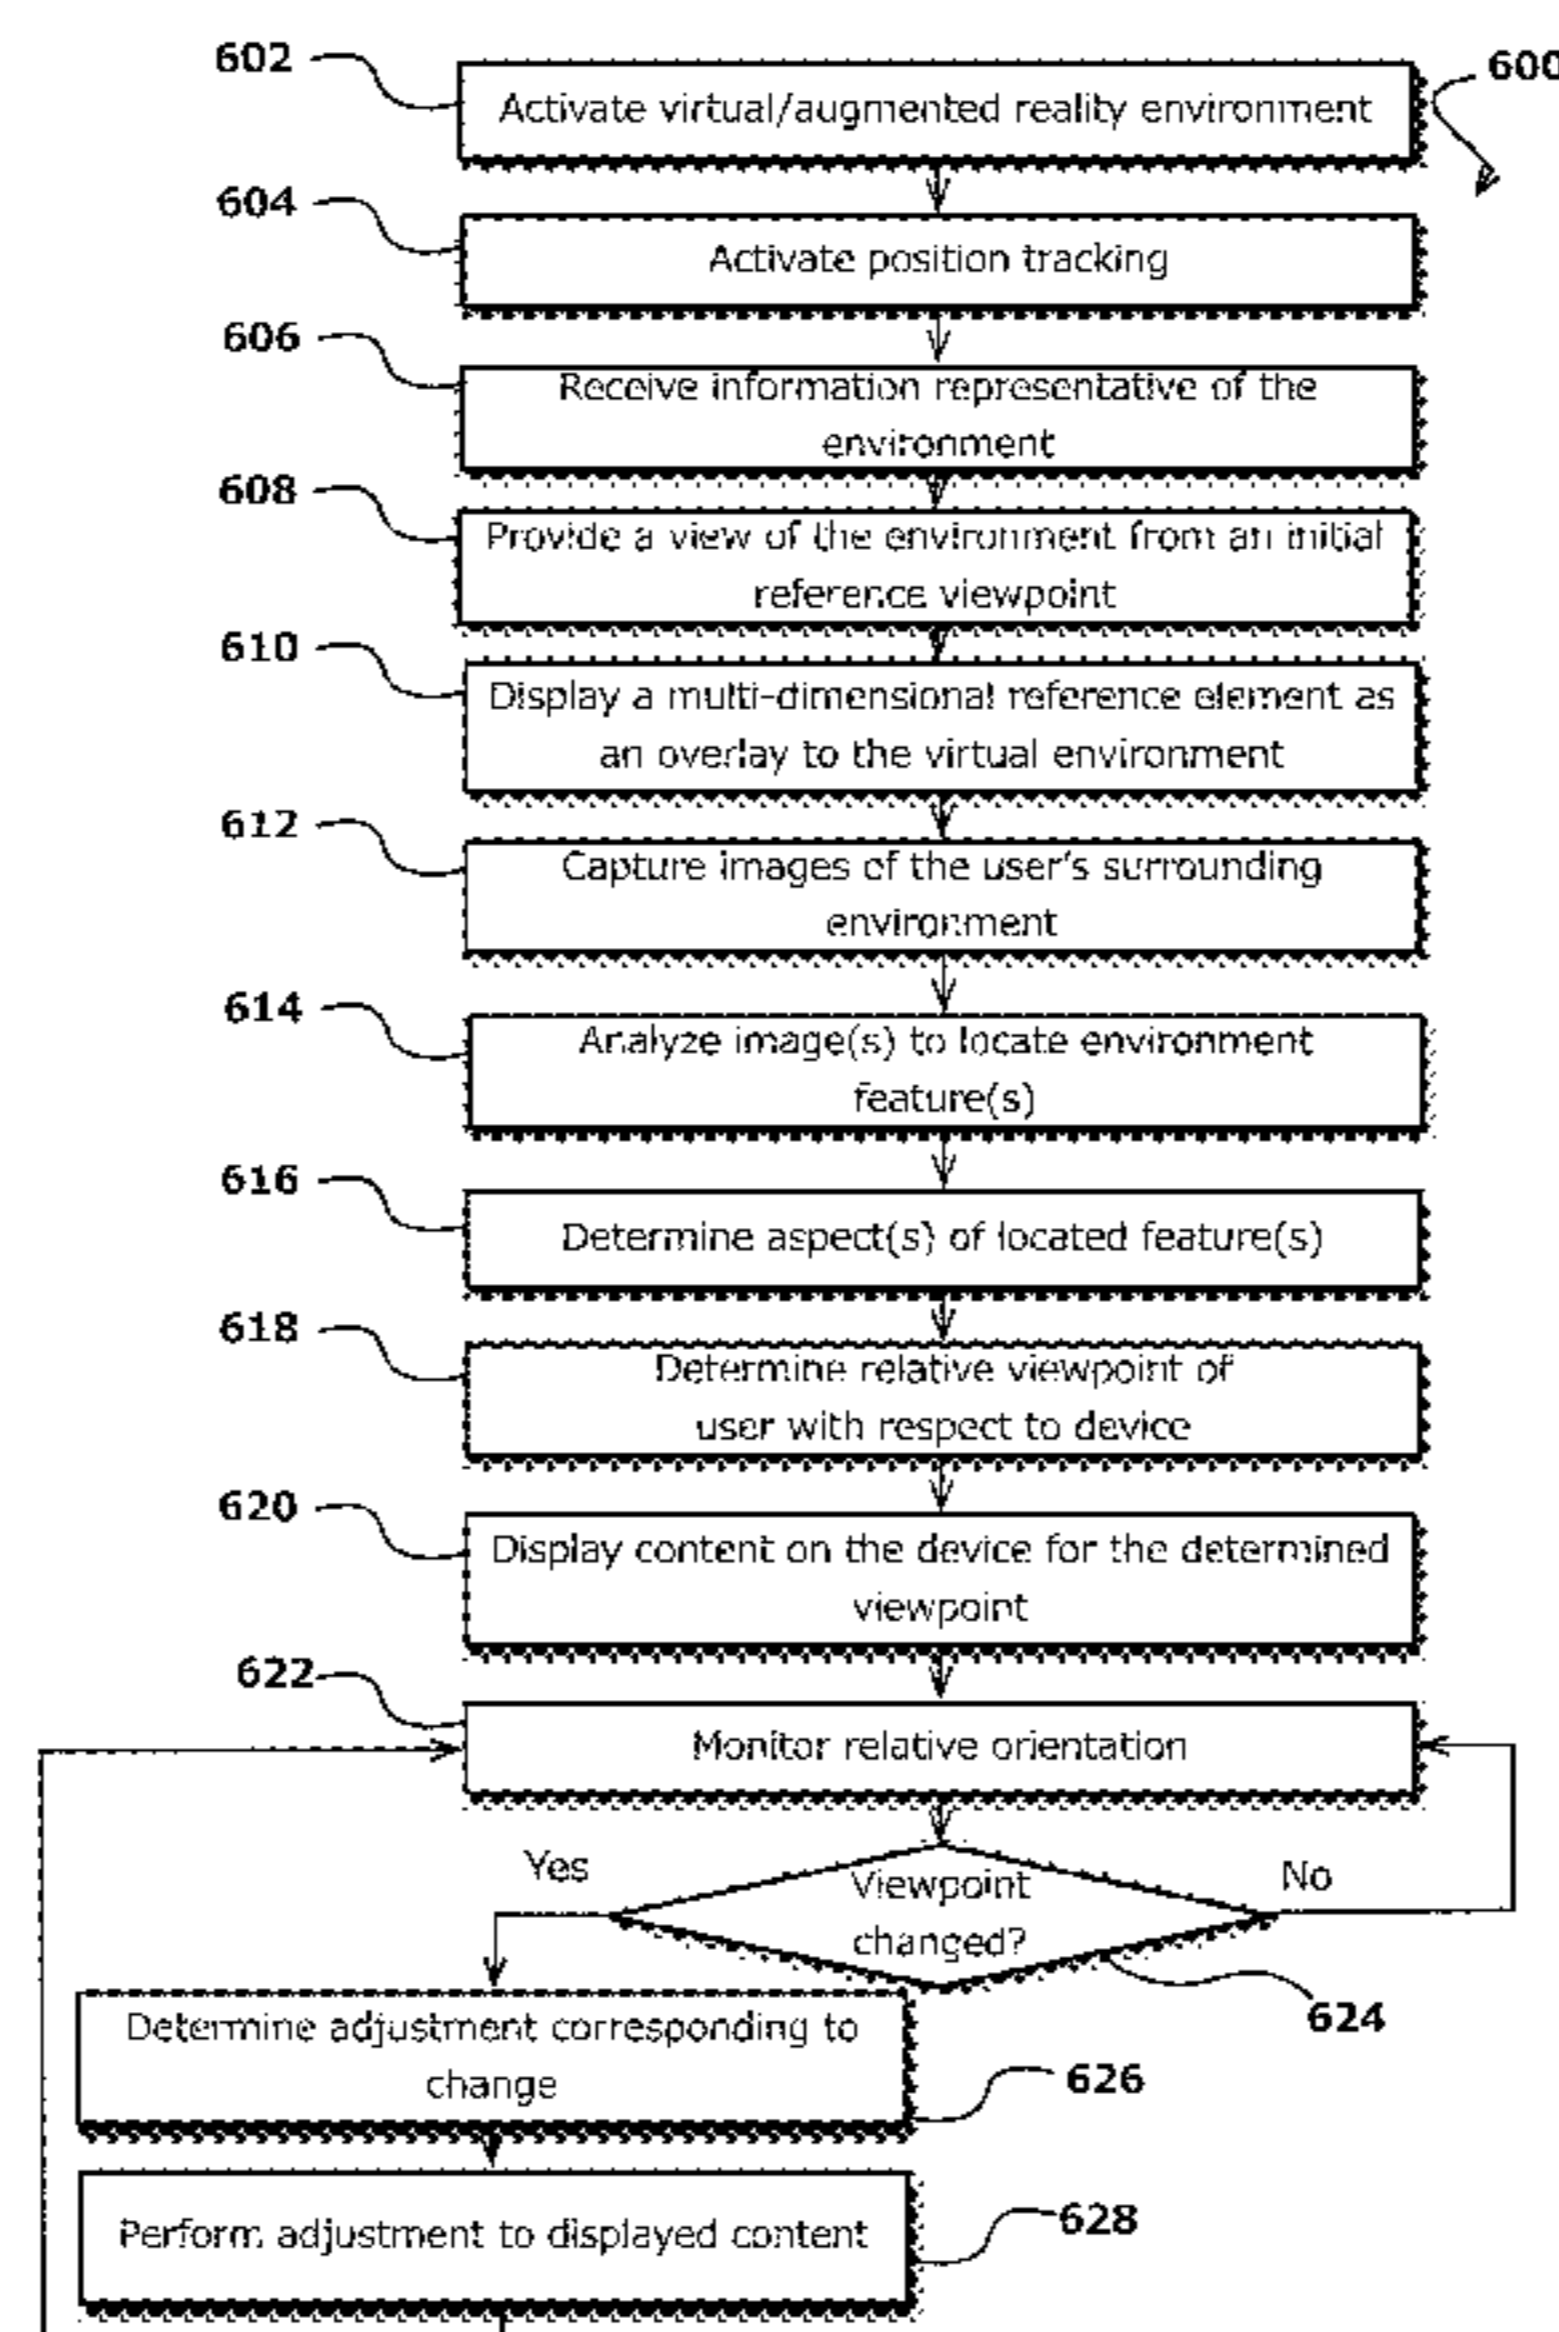 602
Activate virtual/augmented reality environment
600
604
Activate position tracking
606
Receive information representative of the
environment
608
Provide a view of the environment from an initial
reference viewpoint
610
Display a multi-dimensional reference element as
an overlay to the virtual environment
612
Capture images of the user's surrounding
environment
614
Analyze image(s) to locate environment
feature(s)
616
Determine aspect(s) of located feature(s)
618
Determine relative viewpoint of
user with respect to device
620
Display content on the device for the determined
viewpoint
622
Monitor relative orientation
Yes
Viewpoint
changed?
No
624
Determine adjustment corresponding to
change
626
Perform adjustment to displayed content
628